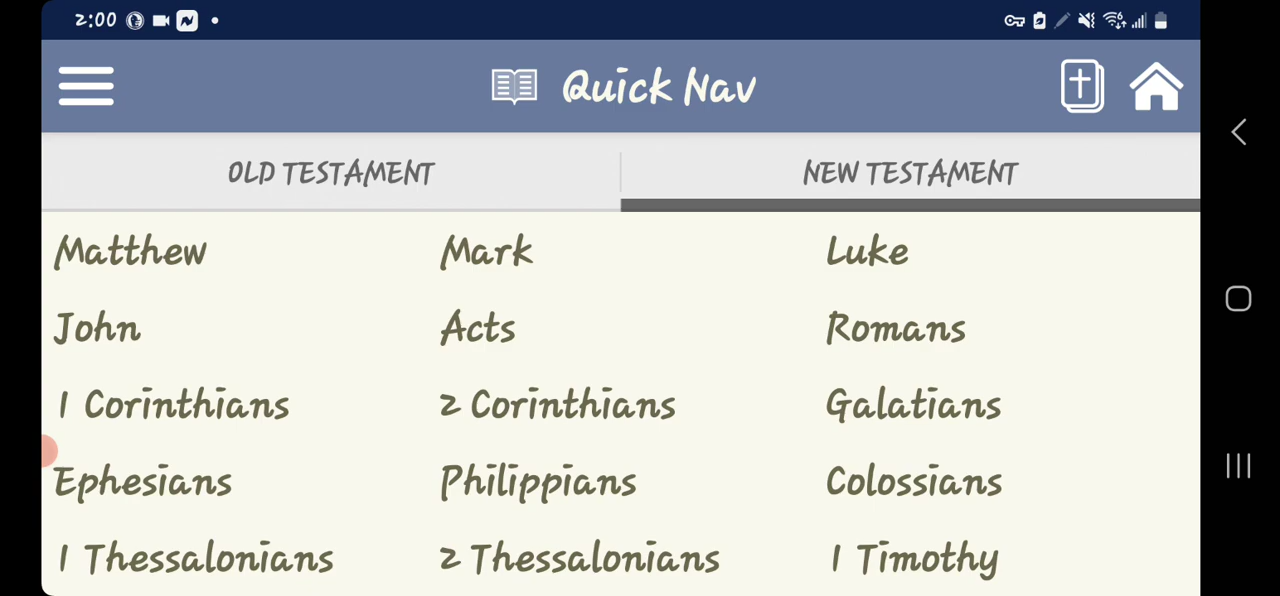 2:00
Quick Nav
OLD TESTAMENT NEW TESTAMENT
Matthew Mark Luke
John Acts Romans
1 Corinthians 2 Corinthians Galatians
Ephesians Philippians Colossians
1 Thessalonians 2 Thessalonians 1 Timothy